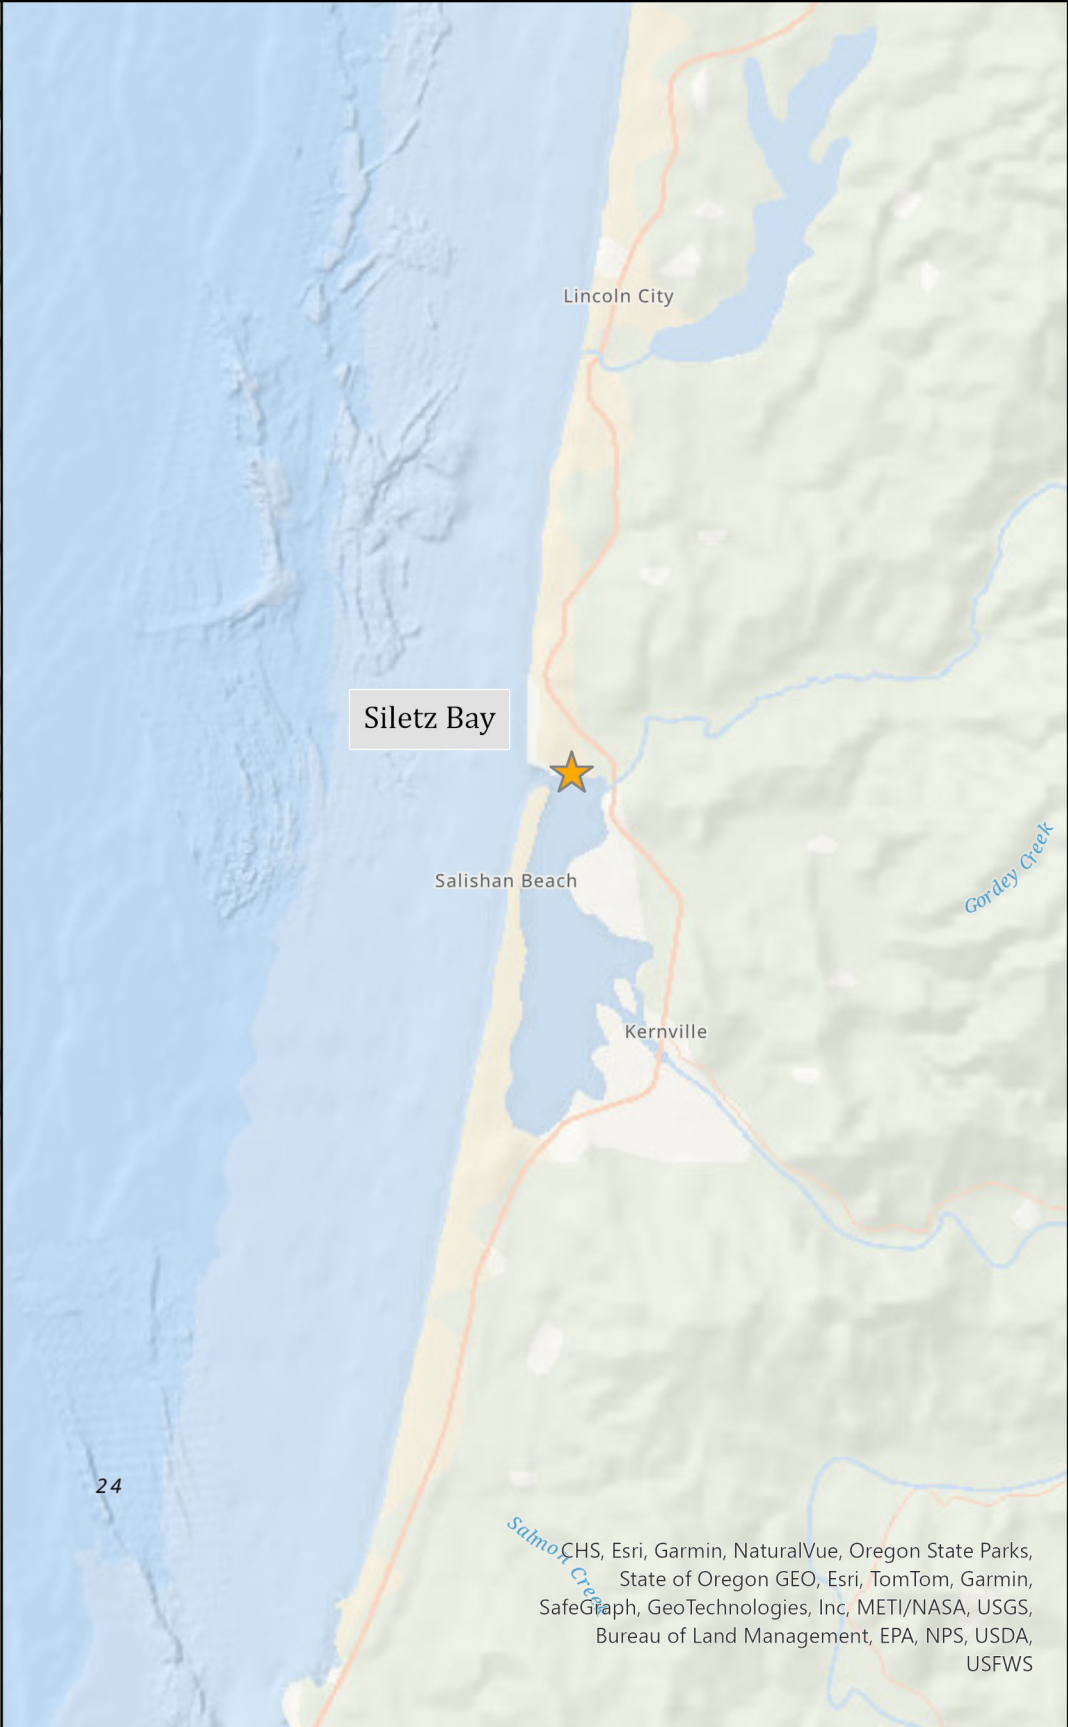 Lincoln City
Siletz Bay
Salishan Beach
Gordey Creek
Kernville
24
Salmon Creek
CHS, Esri, Garmin, NaturalVue, Oregon State Parks,
State of Oregon GEO, Esri, TomTom, Garmin,
SafeGraph, GeoTechnologies, Inc, METI/NASA, USGS,
Bureau of Land Management, EPA, NPS, USDA,
USFWS